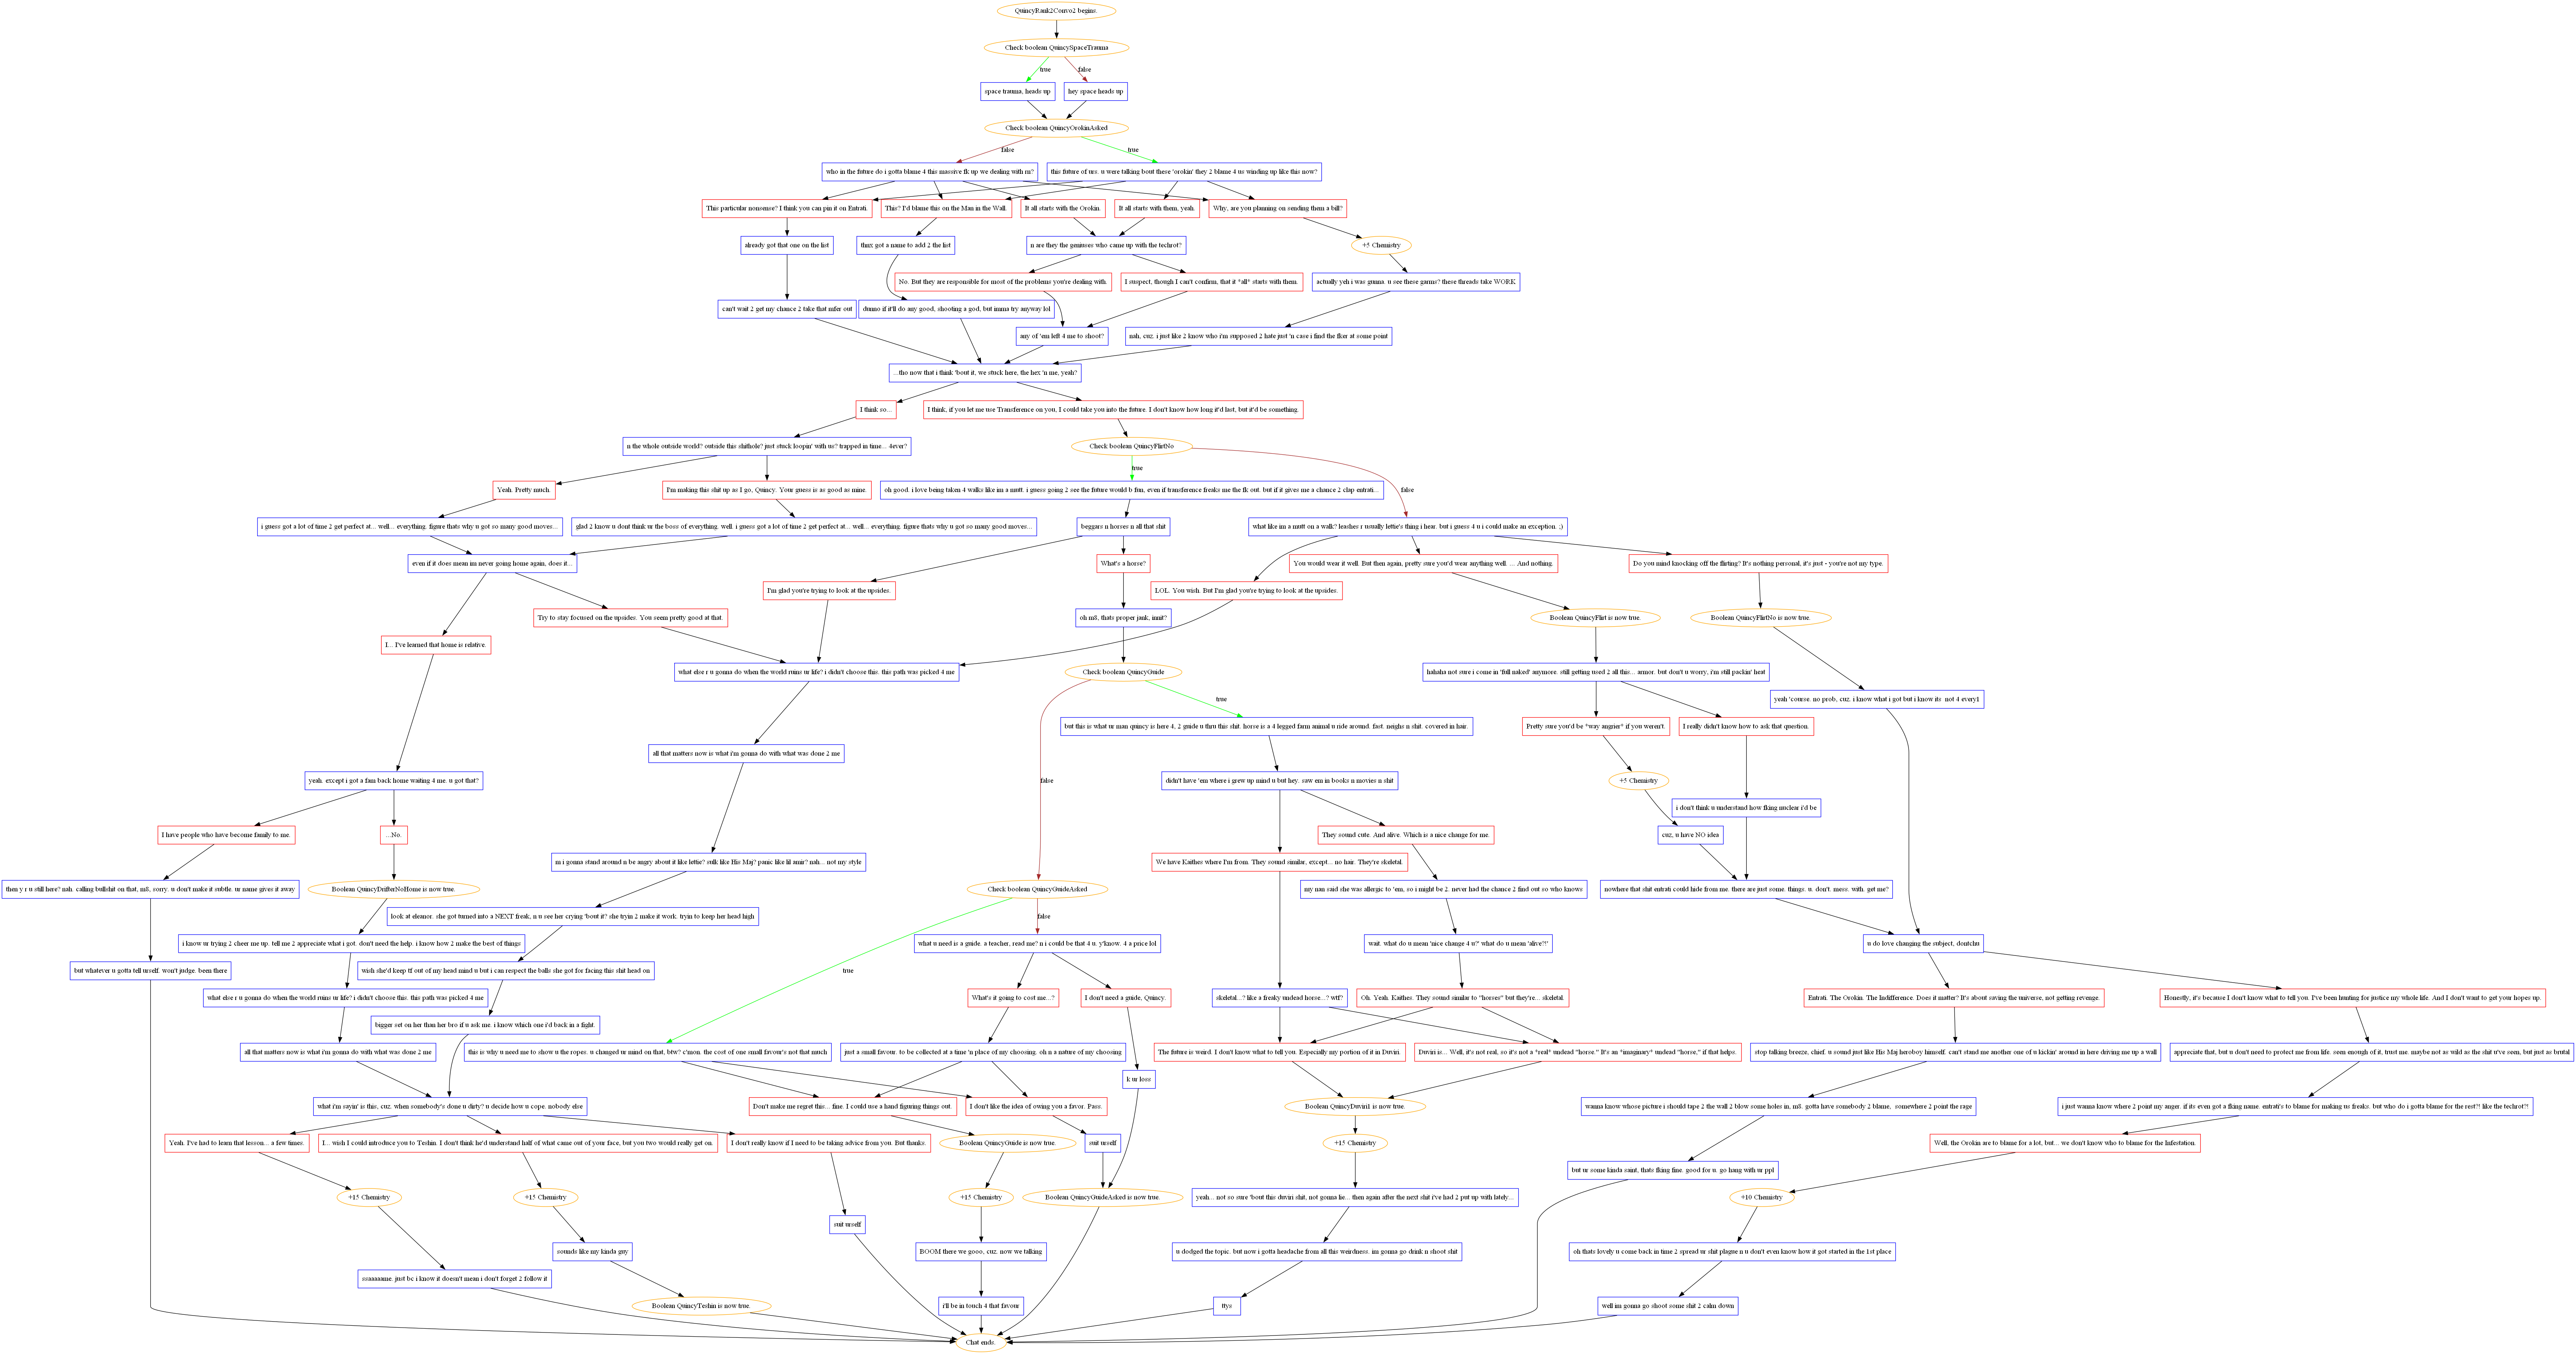 QuincyRank2Convo2 begins.
Check boolean QuincySpaceTrauma
true
false
space trauma, heads up
hey space heads up
Check boolean QuincyOrokinAsked
false
true
who in the future do i gotta blame 4 this massive fk up we dealing with rn?
this future of urs. u were talking bout these 'orokin' they 2 blame 4 us winding up like this now?
This particular nonsense? I think you can pin it on Entrati.
This? I'd blame this on the Man in the Wall.
It all starts with the Orokin.
It all starts with them, yeah.
Why, are you planning on sending them a bill?
already got that one on the list
thnx got a name to add 2 the list
n are they the geniuses who came up with the techrot?
+5 Chemistry
No. But they are responsible for most of the problems you're dealing with.
I suspect, though I can't confirm, that it *all* starts with them.
actually yeh i was gunna. u see these garms? these threads take WORK
can't wait 2 get my chance 2 take that mfer out
dunno if it'll do any good, shooting a god, but imma try anyway lol
any of 'em left 4 me to shoot?
nah, cuz. i just like 2 know who i'm supposed 2 hate just 'n case i find the fker at some point
...tho now that i think 'bout it, we stuck here, the hex 'n me, yeah?
I think so...
I think, if you let me use Transference on you, I could take you into the future. I don't know how long it'd last, but it'd be something.
n the whole outside world? outside this shithole? just stuck loopin' with us? trapped in time... 4ever?
Check boolean QuincyFlirtNo
true
false
Yeah. Pretty much.
I'm making this shit up as I go, Quincy. Your guess is as good as mine.
oh good. i love being taken 4 walks like im a mutt. i guess going 2 see the future would b fun, even if transference freaks me the fk out. but if it gives me a chance 2 clap entrati...
i guess got a lot of time 2 get perfect at... well... everything. figure thats why u got so many good moves...
glad 2 know u dont think ur the boss of everything. well. i guess got a lot of time 2 get perfect at... well... everything. figure thats why u got so many good moves...
beggars n horses n all that shit
what like im a mutt on a walk? leashes r usually lettie's thing i hear. but i guess 4 u i could make an exception. ;)
even if it does mean im never going home again, does it...
What's a horse?
You would wear it well. But then again, pretty sure you'd wear anything well. ... And nothing.
Do you mind knocking off the flirting? It's nothing personal, it's just - you're not my type.
I'm glad you're trying to look at the upsides.
LOL. You wish. But I'm glad you're trying to look at the upsides.
Try to stay focused on the upsides. You seem pretty good at that.
oh m8, thats proper jank, innit?
Boolean QuincyFlirt is now true.
Boolean QuincyFlirtNo is now true.
I... I've learned that home is relative.
what else r u gonna do when the world ruins ur life? i didn't choose this. this path was picked 4 me
Check boolean QuincyGuide
hahaha not sure i come in 'full naked' anymore. still getting used 2 all this... armor. but don't u worry, i'm still packin' heat
true
yeah 'course. no prob, cuz. i know what i got but i know its not 4 every1
but this is what ur man quincy is here 4, 2 guide u thru this shit. horse is a 4 legged farm animal u ride around. fast. neighs n shit. covered in hair.
Pretty sure you'd be *way angrier* if you weren't.
I really didn't know how to ask that question.
all that matters now is what i'm gonna do with what was done 2 me
yeah. except i got a fam back home waiting 4 me. u got that?
false
didn't have 'em where i grew up mind u but hey. saw em in books n movies n shit
+5 Chemistry
i don't think u understand how fking nuclear i'd be
I have people who have become family to me.
...No.
They sound cute. And alive. Which is a nice change for me.
cuz, u have NO idea
m i gonna stand around n be angry about it like lettie? sulk like His Maj? panic like lil amir? nah... not my style
We have Kaithes where I'm from. They sound similar, except... no hair. They're skeletal.
then y r u still here? nah. calling bullshit on that, m8, sorry. u don't make it subtle. ur name gives it away
Boolean QuincyDrifterNoHome is now true.
Check boolean QuincyGuideAsked
my nan said she was allergic to 'em, so i might be 2. never had the chance 2 find out so who knows
nowhere that shit entrati could hide from me. there are just some. things. u. don't. mess. with. get me?
look at eleanor. she got turned into a NEXT freak, n u see her crying 'bout it? she tryin 2 make it work. tryin to keep her head high
false
i know ur trying 2 cheer me up. tell me 2 appreciate what i got. don't need the help. i know how 2 make the best of things
what u need is a guide. a teacher, read me? n i could be that 4 u. y'know. 4 a price lol
wait. what do u mean 'nice change 4 u?' what do u mean 'alive?!'
u do love changing the subject, dontchu
but whatever u gotta tell urself. won't judge. been there
wish she'd keep tf out of my head mind u but i can respect the balls she got for facing this shit head on
true
what else r u gonna do when the world ruins ur life? i didn't choose this. this path was picked 4 me
What's it going to cost me...?
I don't need a guide, Quincy.
skeletal...? like a freaky undead horse...? wtf?
Oh. Yeah. Kaithes. They sound similar to "horses" but they're... skeletal.
Entrati. The Orokin. The Indifference. Does it matter? It's about saving the universe, not getting revenge.
Honestly, it's because I don't know what to tell you. I've been hunting for justice my whole life. And I don't want to get your hopes up.
bigger set on her than her bro if u ask me. i know which one i'd back in a fight.
all that matters now is what i'm gonna do with what was done 2 me
this is why u need me to show u the ropes. u changed ur mind on that, btw? c'mon. the cost of one small favour's not that much
just a small favour. to be collected at a time 'n place of my choosing. oh n a nature of my choosing
The future is weird. I don't know what to tell you. Especially my portion of it in Duviri.
Duviri is... Well, it's not real, so it's not a *real* undead "horse." It's an *imaginary* undead "horse," if that helps.
stop talking breeze, chief. u sound just like His Maj heroboy himself. can't stand me another one of u kickin' around in here driving me up a wall
appreciate that, but u don't need to protect me from life. seen enough of it, trust me. maybe not as wild as the shit u've seen, but just as brutal
k ur loss
what i'm sayin' is this, cuz. when somebody's done u dirty? u decide how u cope. nobody else
Don't make me regret this... fine. I could use a hand figuring things out.
I don't like the idea of owing you a favor. Pass.
Boolean QuincyDuviri1 is now true.
wanna know whose picture i should tape 2 the wall 2 blow some holes in, m8. gotta have somebody 2 blame, somewhere 2 point the rage
i just wanna know where 2 point my anger. if its even got a fking name. entrati's to blame for making us freaks. but who do i gotta blame for the rest?! like the techrot?!
Yeah. I've had to learn that lesson... a few times.
I... wish I could introduce you to Teshin. I don't think he'd understand half of what came out of your face, but you two would really get on.
I don't really know if I need to be taking advice from you. But thanks.
Boolean QuincyGuide is now true.
suit urself
+15 Chemistry
Well, the Orokin are to blame for a lot, but... we don't know who to blame for the Infestation.
but ur some kinda saint, thats fking fine. good for u. go hang with ur ppl
+15 Chemistry
+15 Chemistry
+15 Chemistry
Boolean QuincyGuideAsked is now true.
yeah... not so sure 'bout this duviri shit, not gonna lie... then again after the next shit i've had 2 put up with lately...
+10 Chemistry
suit urself
sounds like my kinda guy
BOOM there we gooo, cuz. now we talking
u dodged the topic. but now i gotta headache from all this weirdness. im gonna go drink n shoot shit
oh thats lovely u come back in time 2 spread ur shit plague n u don't even know how it got started in the 1st place
ssaaaaame. just bc i know it doesn't mean i don't forget 2 follow it
Boolean QuincyTeshin is now true.
i'll be in touch 4 that favour
ttys
well im gonna go shoot some shit 2 calm down
Chat ends.